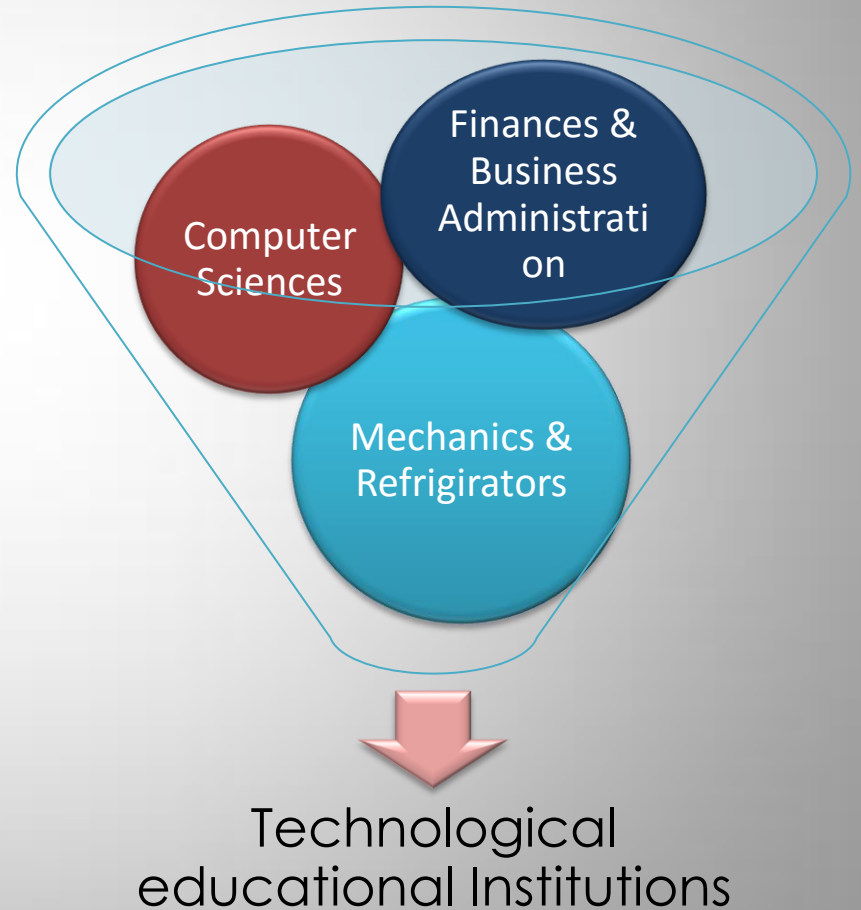 Finances &
Business
Administrati
on
Computer
Sciences
Mechanics &
Refrigirators
Technological
educational Institutions